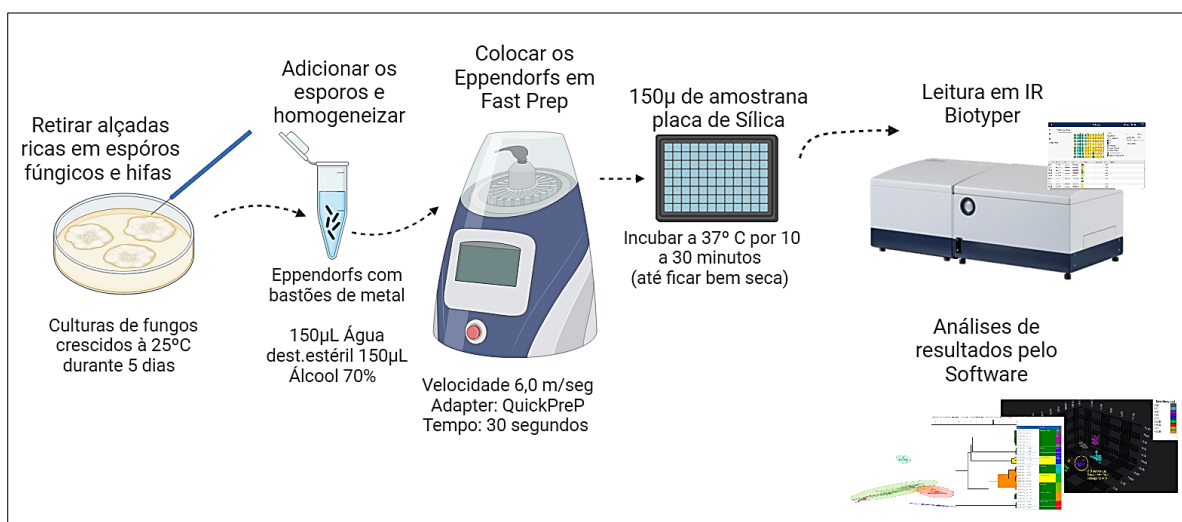 Retirar alçadas
ricas em espóros
fúngicos e hifas
Culturas de fungos
crescidos à 25ºC
durante 5 dias
Adicionar os
esporos e
homogeneizar
Eppendorfs com
bastões de metal
150µL Água
dest.estéril 150µL
Álcool 70%
Colocar os
Eppendorfs em
Fast Prep
Velocidade 6,0 m/seg
Adapter: QuickPreP
Tempo: 30 segundos
150µ de amostrana
placa de Sílica
Incubar a 37º C por 10
a 30 minutos
(até ficar bem seca)
Leitura em IR
Biotyper
Análises de
resultados pelo
Software